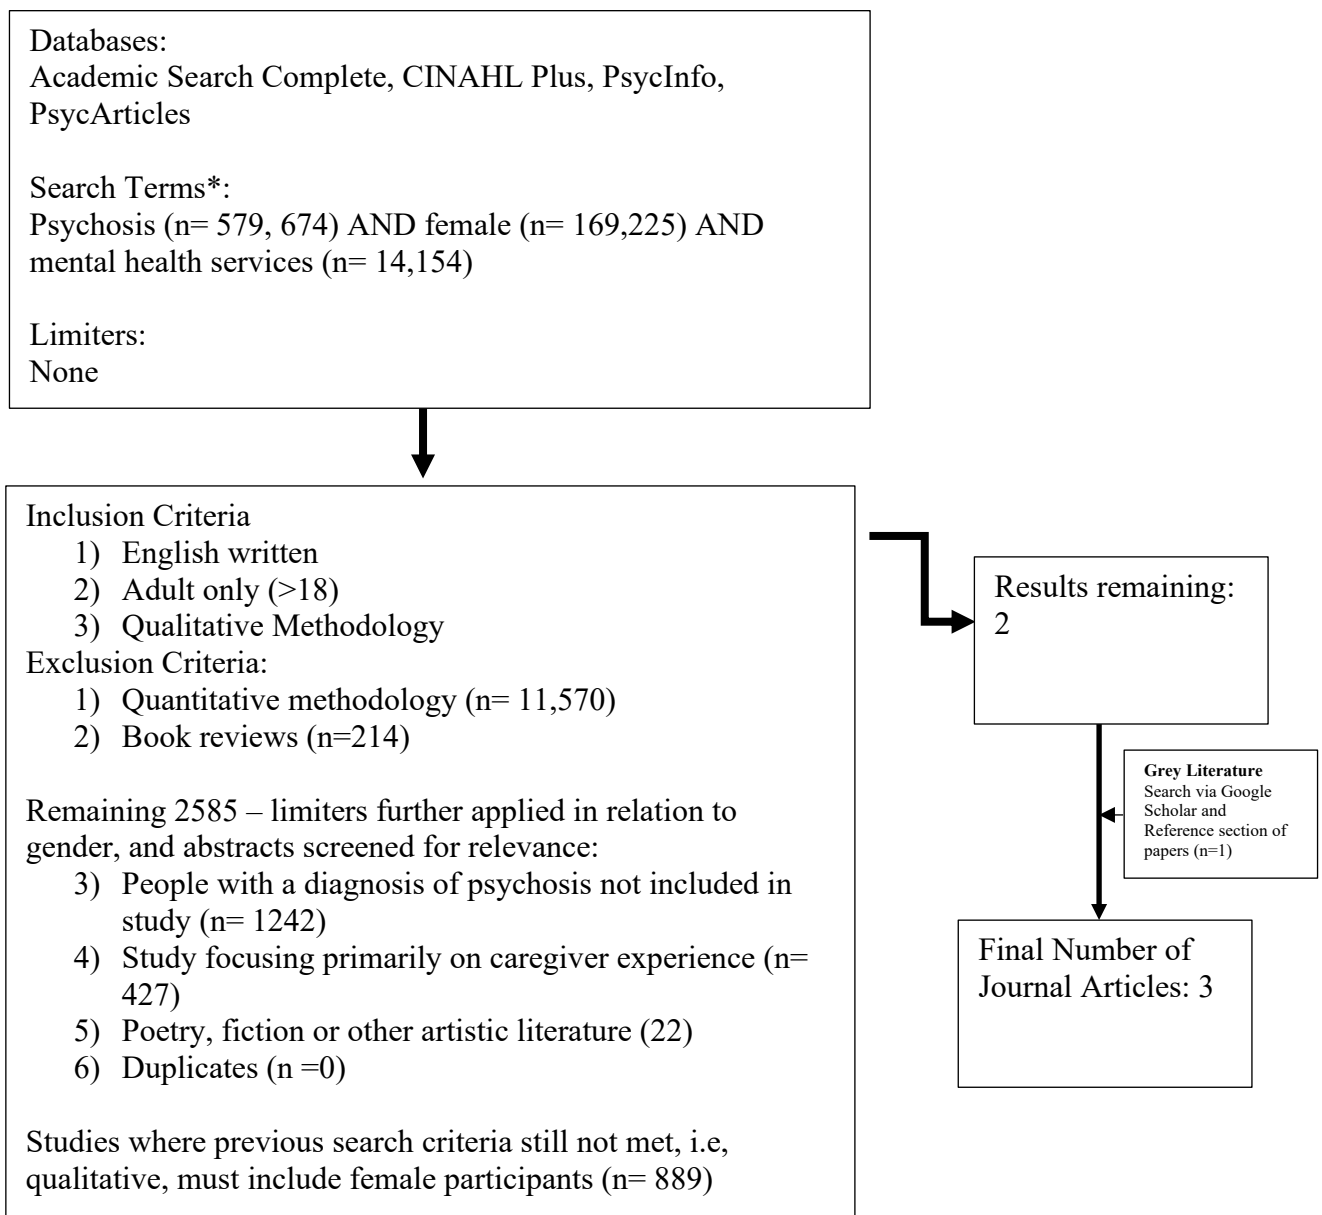 Databases:
Academic Search Complete, CINAHL Plus, PsycInfo,
PsycArticles
Search Terms*:
Psychosis (n= 579, 674) AND female (n= 169,225) AND
mental health services (n= 14,154)
Limiters:
None
Inclusion Criteria
1) English written
2) Adult only (>18)
3) Qualitative Methodology
Exclusion Criteria:
1) Quantitative methodology (n= 11,570)
2) Book reviews (n=214)
Remaining 2585 – limiters further applied in relation to
gender, and abstracts screened for relevance:
3) People with a diagnosis of psychosis not included in
study (n= 1242)
4) Study focusing primarily on caregiver experience (n=
427)
5) Poetry, fiction or other artistic literature (22)
6) Duplicates (n =0)
Studies where previous search criteria still not met, i.e,
qualitative, must include female participants (n= 889)
Results remaining:
2
Grey Literature
Search via Google
Scholar and
Reference section of
papers (n=1)
Final Number of
Journal Articles: 3